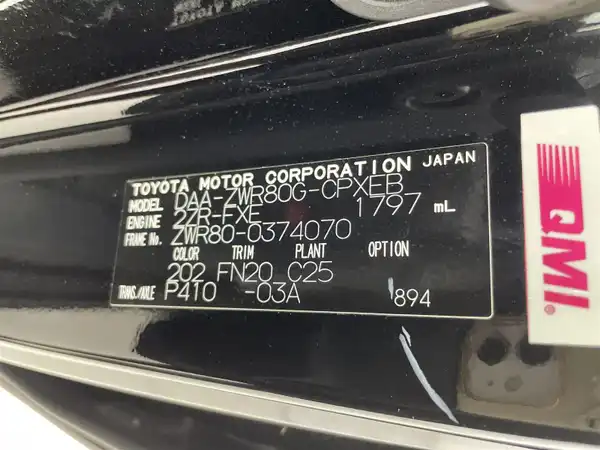 TOYOTA MOTOR CORPORATION JAPAN
MODEL DAA-ZWR80G-CPXEB
ENGINE 2ZR-FXE 1797 mL
FRAME No. ZWR80-0374070
COLOR TRIM PLANT OPTION
202 FN20 C25
TRANS./AXLE P410 -03A 894
QMI.